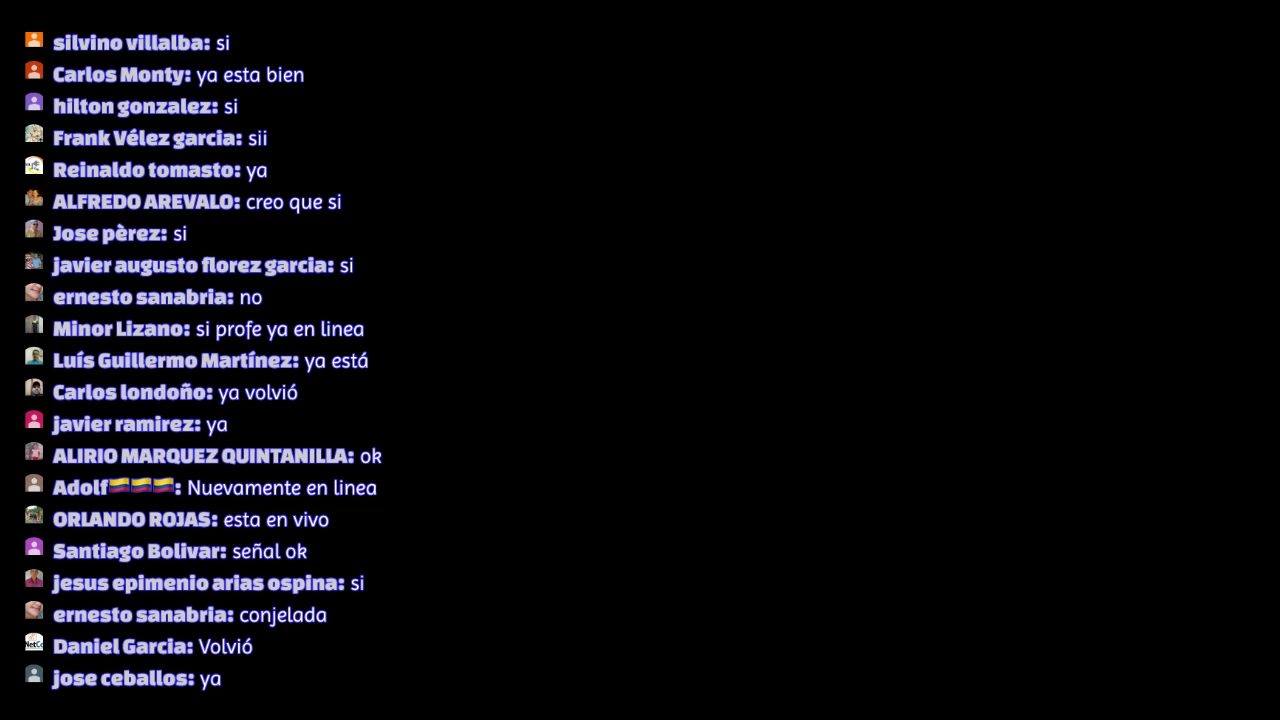 silvino villalba: si
Carlos Monty: ya esta bien
hilton gonzalez: si
Frank Vélez garcia: sii
Reinaldo tomasto: ya
ALFREDO AREVALO: creo que si
Jose pèrez: si
javier augusto florez garcia: si
ernesto sanabria: no
Minor Lizano: si profe ya en linea
Luís Guillermo Martínez: ya está
Carlos londoño: ya volvió
javier ramirez: ya
ALIRIO MARQUEZ QUINTANILLA: ok
Adolf🇨🇴🇨🇴🇨🇴: Nuevamente en linea
ORLANDO ROJAS: esta en vivo
Santiago Bolivar: señal ok
jesus epimenio arias ospina: si
ernesto sanabria: conjelada
Daniel Garcia: Volvió
jose ceballos: ya